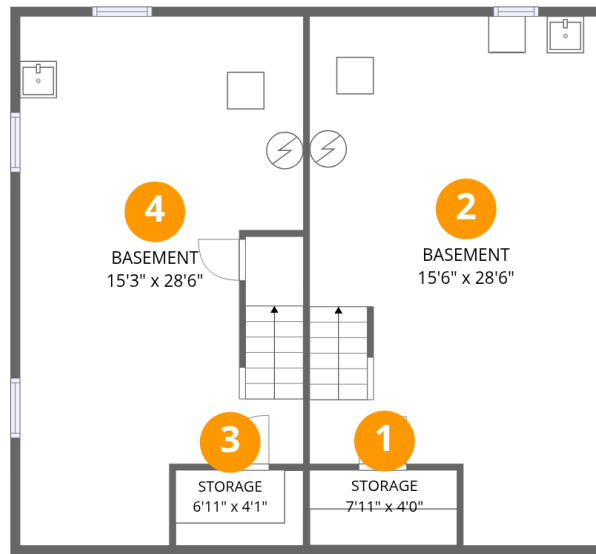 4
BASEMENT
15'3" x 28'6"
2
BASEMENT
15'6" x 28'6"
3
STORAGE
6'11" x 4'1"
1
STORAGE
7'11" x 4'0"